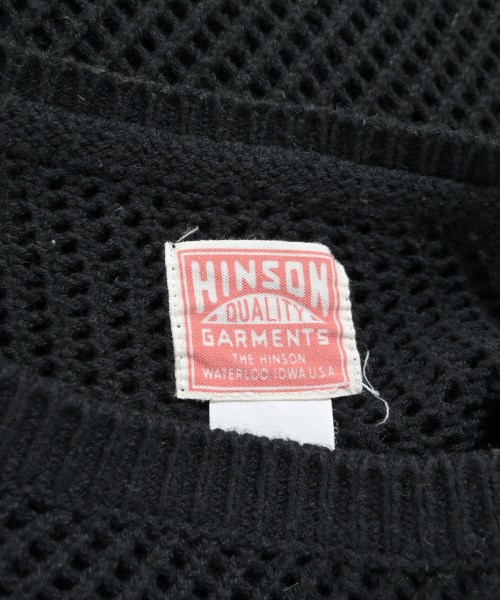 HINSON
QUALITY
GARMENTS
THE HINSON
WATERLOO IOWA U.S.A.